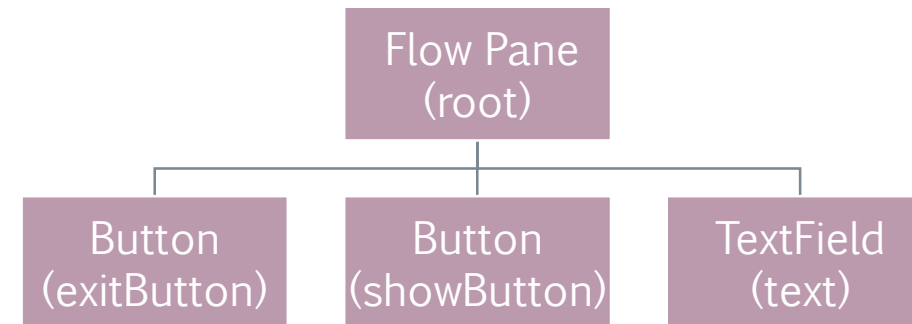 Flow Pane
(root)
Button
(exitButton)
Button
(showButton)
TextField
(text)